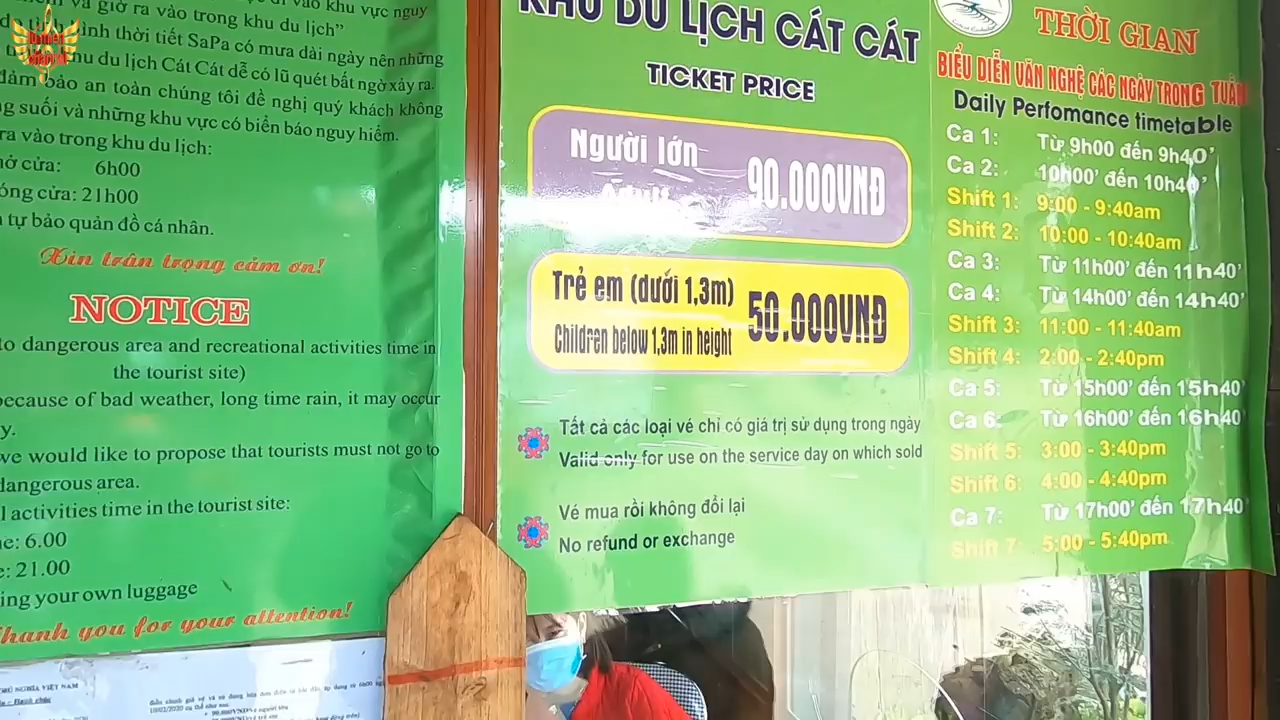 và giờ ra vào trong khu du lịch”
hình thời tiết SaPa có mưa dài ngày nên những
khu du lịch Cát Cát dễ có lũ quét bất ngờ xảy ra.
đảm bảo an toàn chúng tôi đề nghị quý khách không
suối và những khu vực có biển báo nguy hiểm.
ra vào trong khu du lịch:
cửa: 6h00
cửa: 21h00
tự bảo quản đồ cá nhân.
Xin trân trọng cảm ơn!
NOTICE
to dangerous area and recreational activities time in
the tourist site)
because of bad weather, long time rain, it may occur
we would like to propose that tourists must not go to
dangerous area.
activities time in the tourist site:
6.00
21.00
your own luggage
Thank you for your attention!
KHU DU LỊCH CÁT CÁT
TICKET PRICE
Người lớn
90.000VNĐ
Trẻ em (dưới 1,3m)
Children below 1,3m in height
50.000VNĐ
Tất cả các loại vé chỉ có giá trị sử dụng trong ngày
Valid only for use on the service day on which sold
Vé mua rồi không đổi lại
No refund or exchange
THỜI GIAN
BIỂU DIỄN VĂN NGHỆ CÁC NGÀY TRONG TUẦN
Daily Perfomance timetable
Ca 1: Từ 9h00 đến 9h40’
Ca 2: 10h00’ đến 10h40’
Shift 1: 9:00 - 9:40am
Shift 2: 10:00 - 10:40am
Ca 3: Từ 11h00’ đến 11h40’
Ca 4: Từ 14h00’ đến 14h40’
Shift 3: 11:00 - 11:40am
Shift 4: 2:00 - 2:40pm
Ca 5: Từ 15h00’ đến 15h40’
Ca 6: Từ 16h00’ đến 16h40’
Shift 5: 3:00 - 3:40pm
Shift 6: 4:00 - 4:40pm
Ca 7: Từ 17h00’ đến 17h40’
Shift 7: 5:00 - 5:40pm
NGHĨA VIỆT NAM